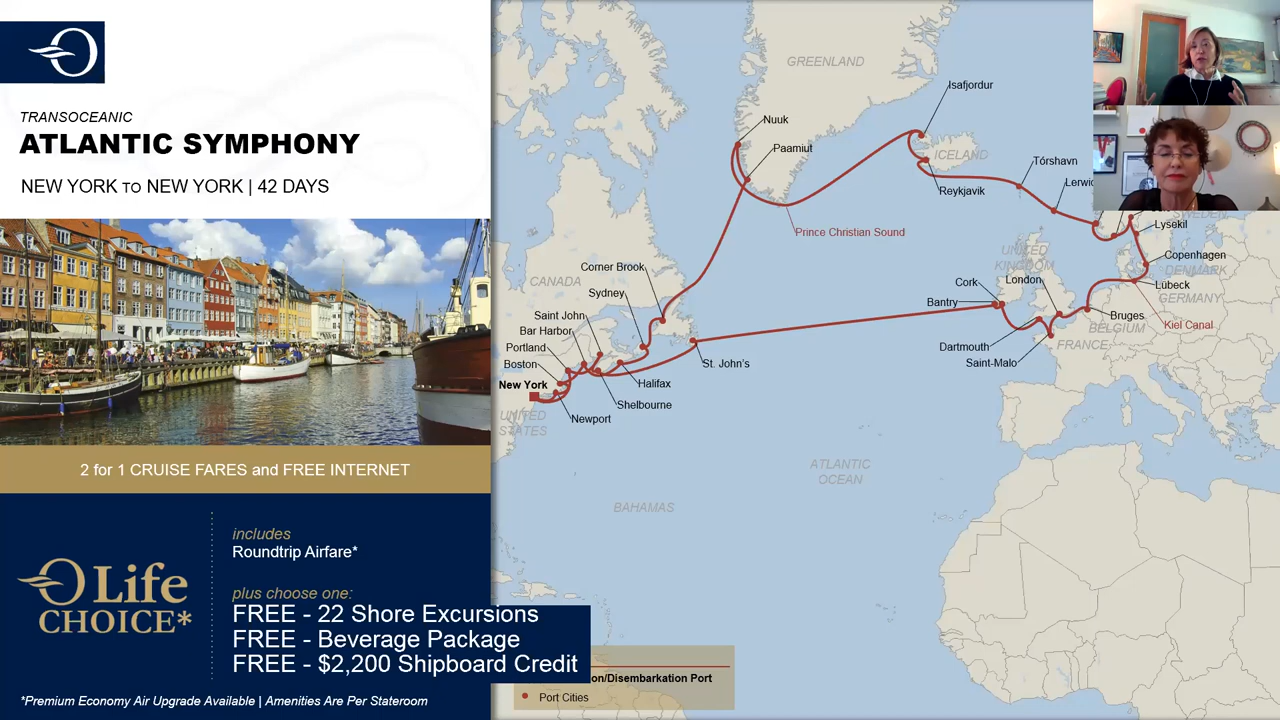 TRANSOCEANIC
ATLANTIC SYMPHONY
NEW YORK TO NEW YORK | 42 DAYS
2 for 1 CRUISE FARES and FREE INTERNET
O Life
CHOICE*
includes
Roundtrip Airfare*
plus choose one:
FREE - 22 Shore Excursions
FREE - Beverage Package
FREE - $2,200 Shipboard Credit
*Premium Economy Air Upgrade Available | Amenities Are Per Stateroom
GREENLAND
Isafjordur
Nuuk
Paamiut
ICELAND
Reykjavik
Tórshavn
Lerwi
Prince Christian Sound
SWEDEN
Lysekil
Copenhagen
DENMARK
Lübeck
GERMANY
Kiel Canal
UNITED
KINGDOM
London
Cork
Bantry
Bruges
BELGIUM
FRANCE
Dartmouth
Saint-Malo
CANADA
Corner Brook
Sydney
Saint John
Bar Harbor
Portland
Boston
New York
UNITED
STATES
Newport
Shelbourne
Halifax
St. John's
ATLANTIC
OCEAN
BAHAMAS
on/Disembarkation Port
Port Cities